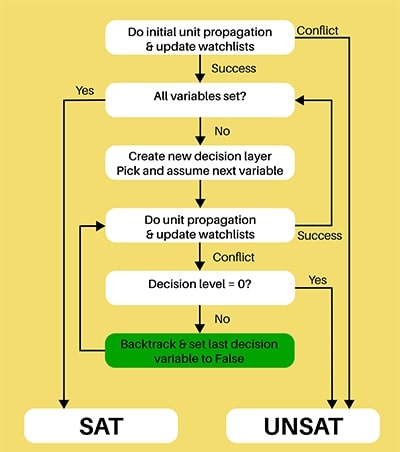 Do initial unit propagation
& update watchlists
Conflict
Success
Yes
All variables set?
No
Create new decision layer
Pick and assume next variable
Do unit propagation
& update watchlists
Success
Conflict
Decision level = 0?
Yes
No
Backtrack & set last decision
variable to False
SAT
UNSAT